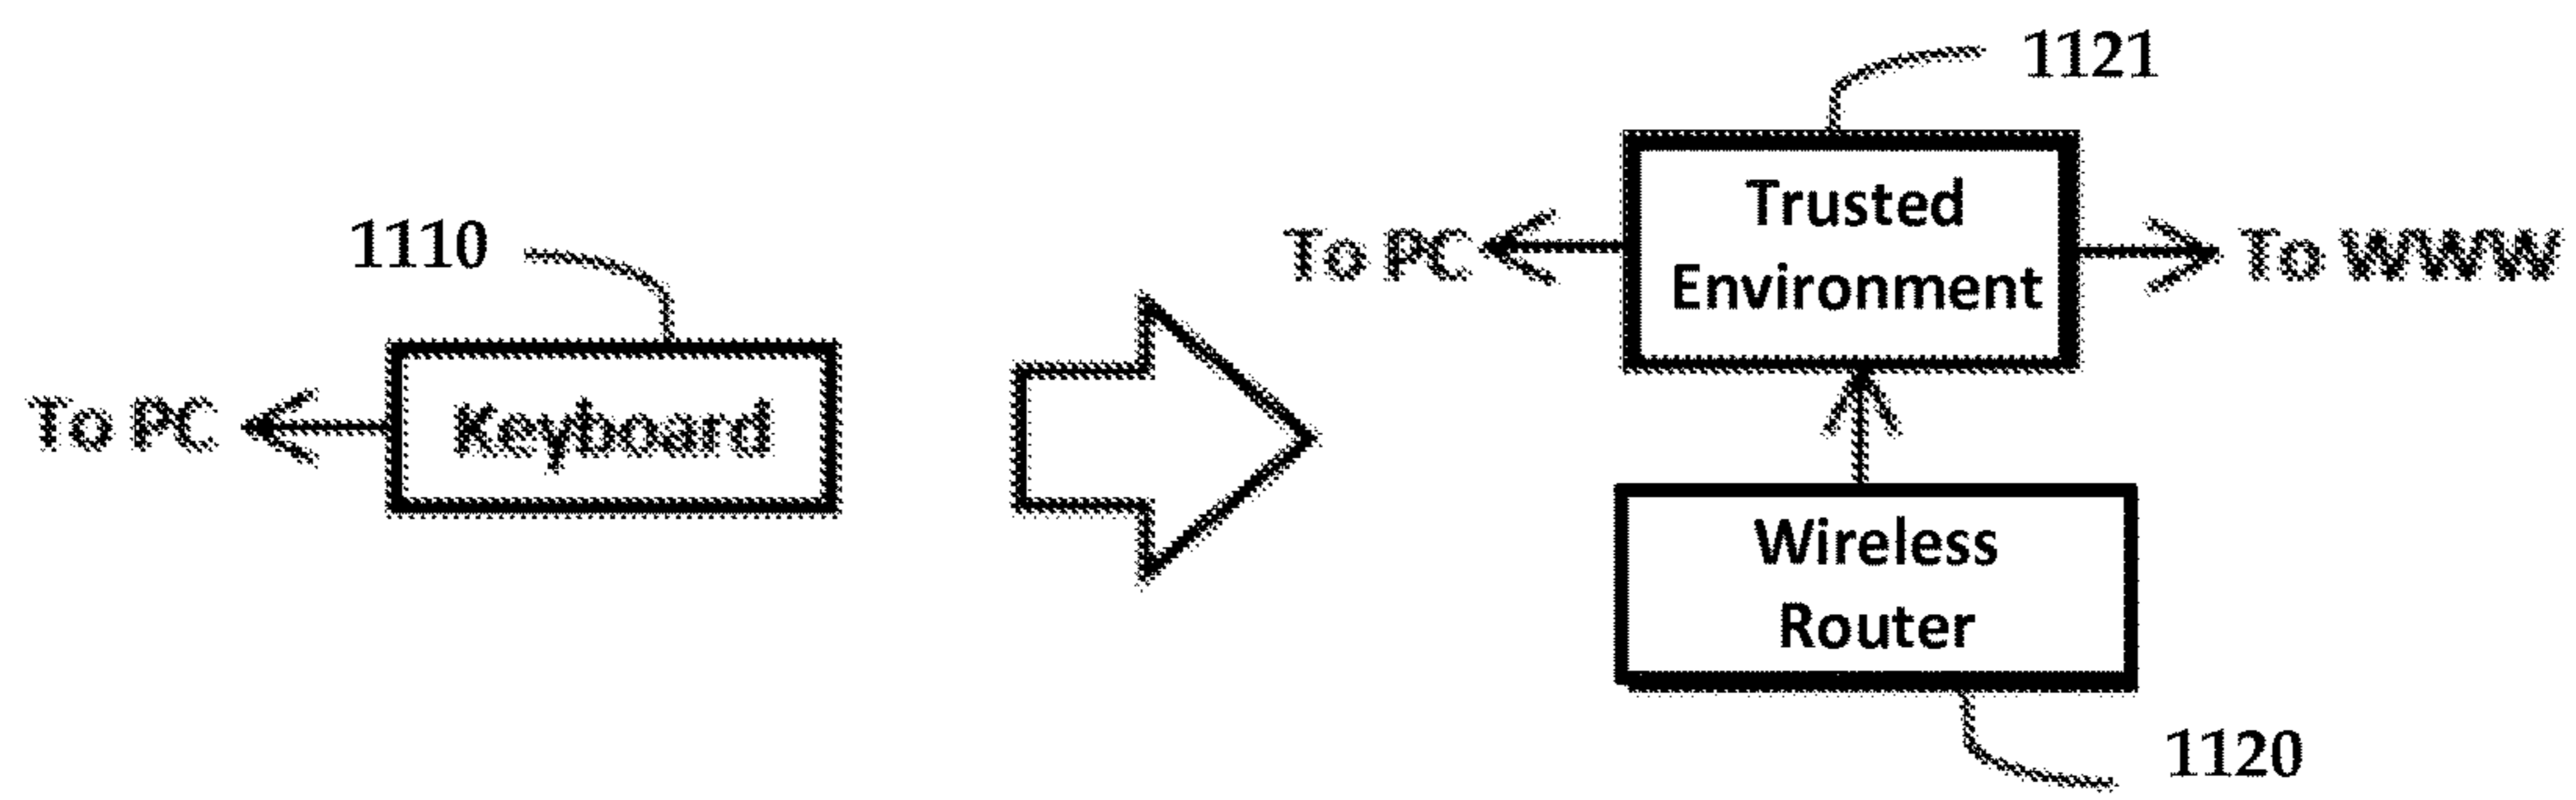 1110
To PC
Keyboard
1121
To PC
Trusted
Environment
To WWW
Wireless
Router
1120